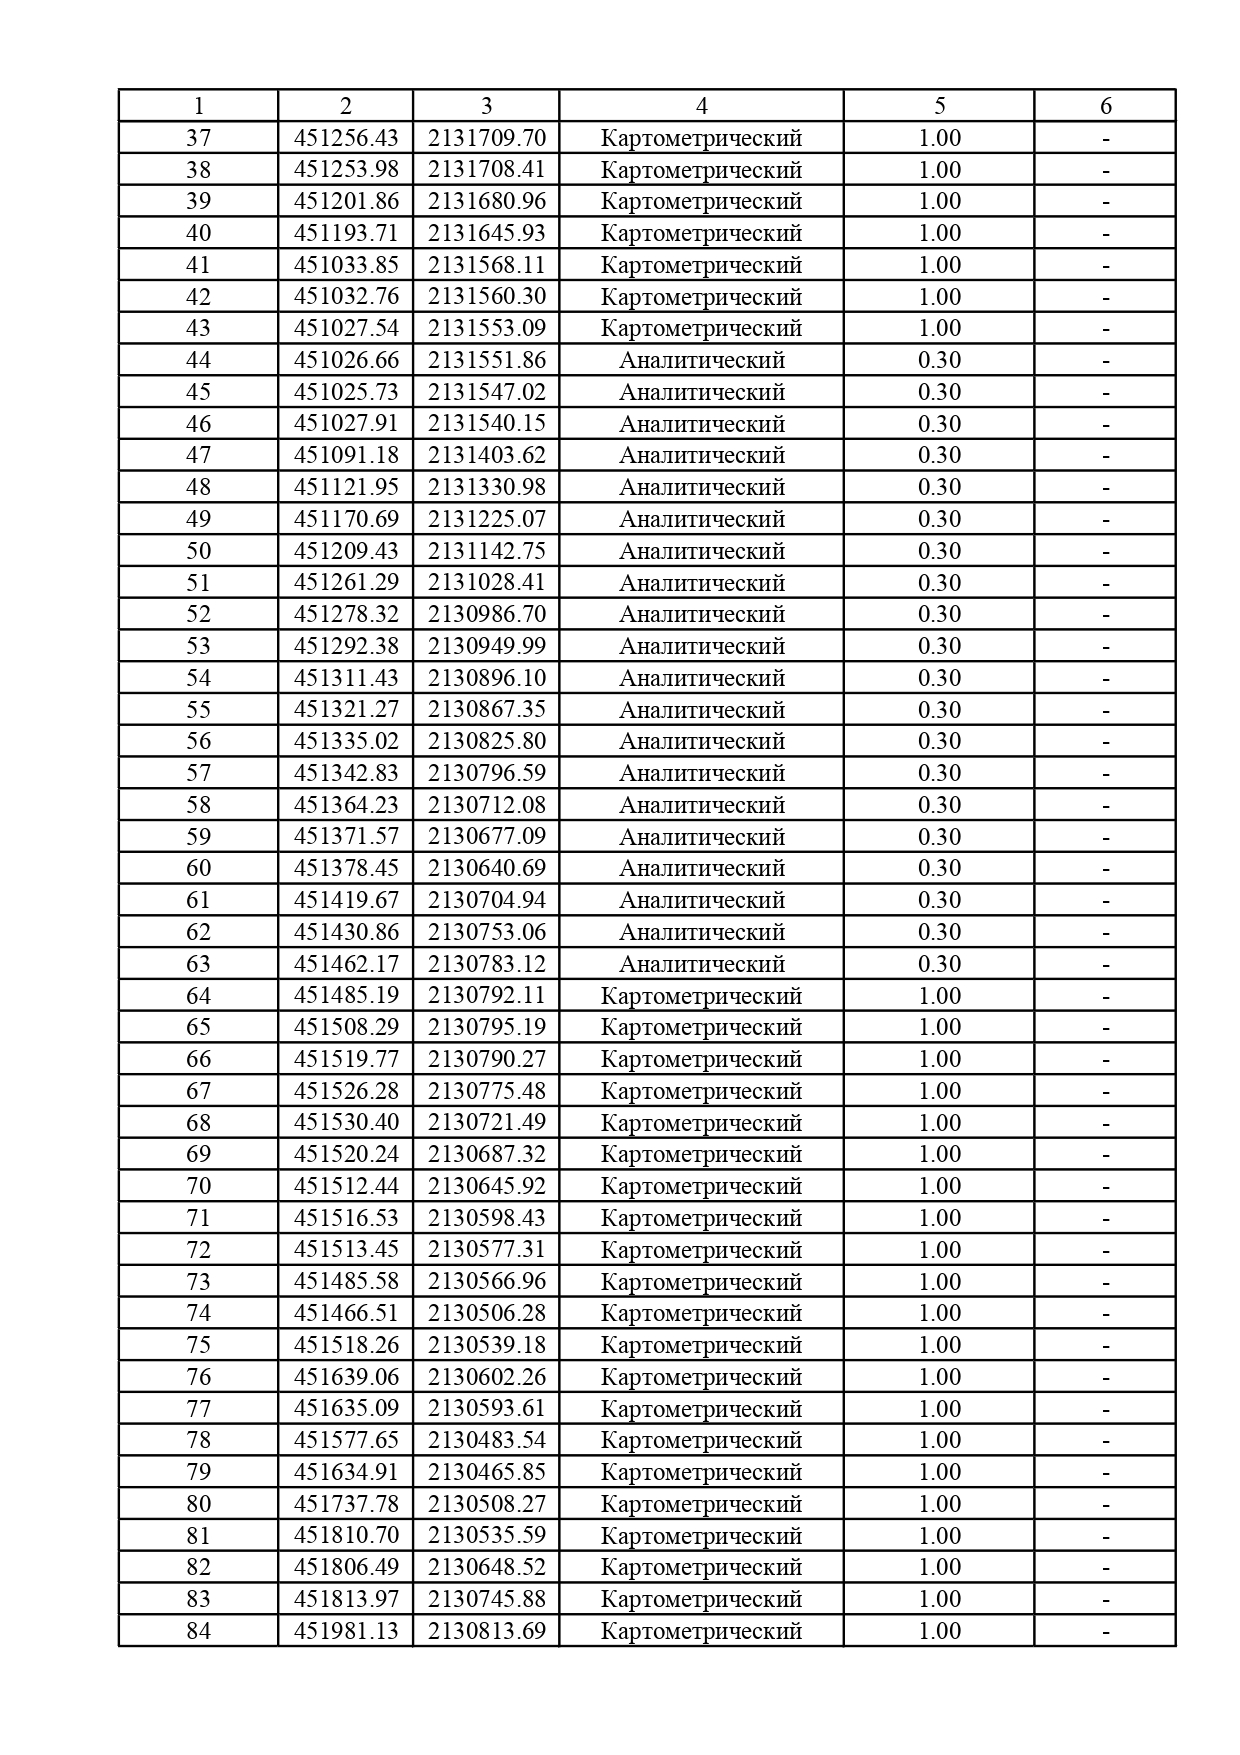 1 2 3 4 5 6
37 451256.43 2131709.70 Картометрический 1.00 -
38 451253.98 2131708.41 Картометрический 1.00 -
39 451201.86 2131680.96 Картометрический 1.00 -
40 451193.71 2131645.93 Картометрический 1.00 -
41 451033.85 2131568.11 Картометрический 1.00 -
42 451032.76 2131560.30 Картометрический 1.00 -
43 451027.54 2131553.09 Картометрический 1.00 -
44 451026.66 2131551.86 Аналитический 0.30 -
45 451025.73 2131547.02 Аналитический 0.30 -
46 451027.91 2131540.15 Аналитический 0.30 -
47 451091.18 2131403.62 Аналитический 0.30 -
48 451121.95 2131330.98 Аналитический 0.30 -
49 451170.69 2131225.07 Аналитический 0.30 -
50 451209.43 2131142.75 Аналитический 0.30 -
51 451261.29 2131028.41 Аналитический 0.30 -
52 451278.32 2130986.70 Аналитический 0.30 -
53 451292.38 2130949.99 Аналитический 0.30 -
54 451311.43 2130896.10 Аналитический 0.30 -
55 451321.27 2130867.35 Аналитический 0.30 -
56 451335.02 2130825.80 Аналитический 0.30 -
57 451342.83 2130796.59 Аналитический 0.30 -
58 451364.23 2130712.08 Аналитический 0.30 -
59 451371.57 2130677.09 Аналитический 0.30 -
60 451378.45 2130640.69 Аналитический 0.30 -
61 451419.67 2130704.94 Аналитический 0.30 -
62 451430.86 2130753.06 Аналитический 0.30 -
63 451462.17 2130783.12 Аналитический 0.30 -
64 451485.19 2130792.11 Картометрический 1.00 -
65 451508.29 2130795.19 Картометрический 1.00 -
66 451519.77 2130790.27 Картометрический 1.00 -
67 451526.28 2130775.48 Картометрический 1.00 -
68 451530.40 2130721.49 Картометрический 1.00 -
69 451520.24 2130687.32 Картометрический 1.00 -
70 451512.44 2130645.92 Картометрический 1.00 -
71 451516.53 2130598.43 Картометрический 1.00 -
72 451513.45 2130577.31 Картометрический 1.00 -
73 451485.58 2130566.96 Картометрический 1.00 -
74 451466.51 2130506.28 Картометрический 1.00 -
75 451518.26 2130539.18 Картометрический 1.00 -
76 451639.06 2130602.26 Картометрический 1.00 -
77 451635.09 2130593.61 Картометрический 1.00 -
78 451577.65 2130483.54 Картометрический 1.00 -
79 451634.91 2130465.85 Картометрический 1.00 -
80 451737.78 2130508.27 Картометрический 1.00 -
81 451810.70 2130535.59 Картометрический 1.00 -
82 451806.49 2130648.52 Картометрический 1.00 -
83 451813.97 2130745.88 Картометрический 1.00 -
84 451981.13 2130813.69 Картометрический 1.00 -